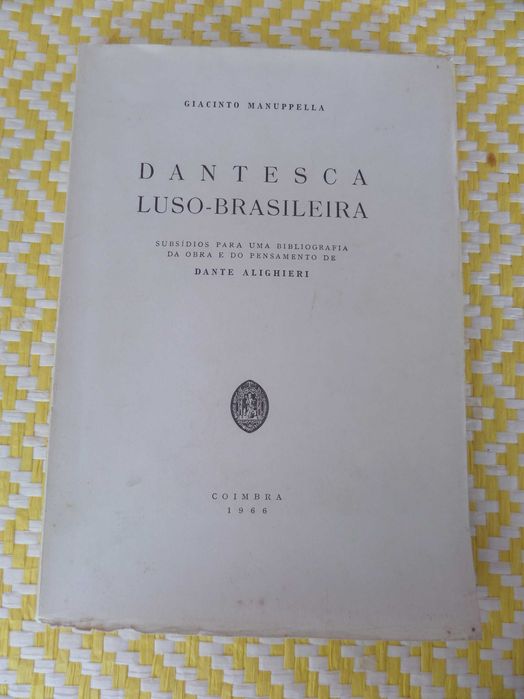 GIACINTO MANUPPELLA
DANTESCA
LUSO-BRASILEIRA
SUBSÍDIOS PARA UMA BIBLIOGRAFIA
DA OBRA E DO PENSAMENTO DE
DANTE ALIGHIERI
COIMBRA
1966